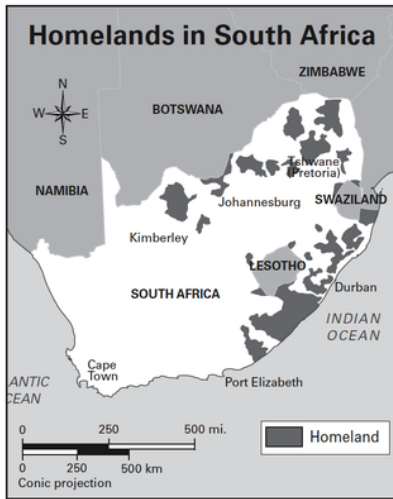 Homelands in South Africa
ZIMBABWE
N
W E
S
BOTSWANA
Tshwane
(Pretoria)
NAMIBIA
SWAZILAND
Johannesburg
Kimberley
LESOTHO
SOUTH AFRICA
Durban
INDIAN
OCEAN
Cape
Town
ANTIC
CEAN
Port Elizabeth
0 250 500 mi.
0 250 500 km
Conic projection
Homeland